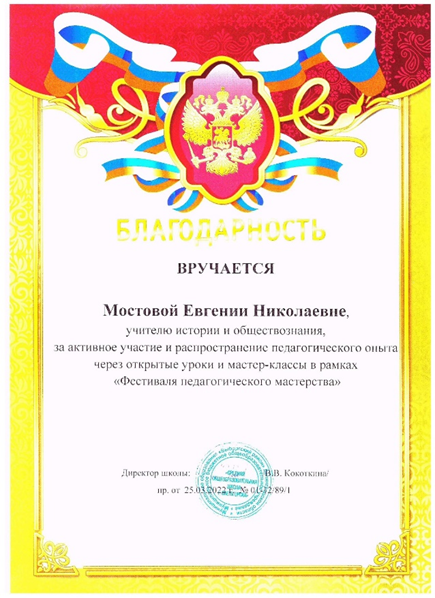 БЛАГОДАРНОСТЬ
ВРУЧАЕТСЯ
Мостовой Евгении Николаевне,
учителю истории и обществознания,
за активное участие и распространение педагогического опыта
через открытые уроки и мастер-классы в рамках
«Фестиваля педагогического мастерства»
Директор школы: /В.В. Кокоткина/
пр. от 25.03.2022 г. № 01-12/89/1